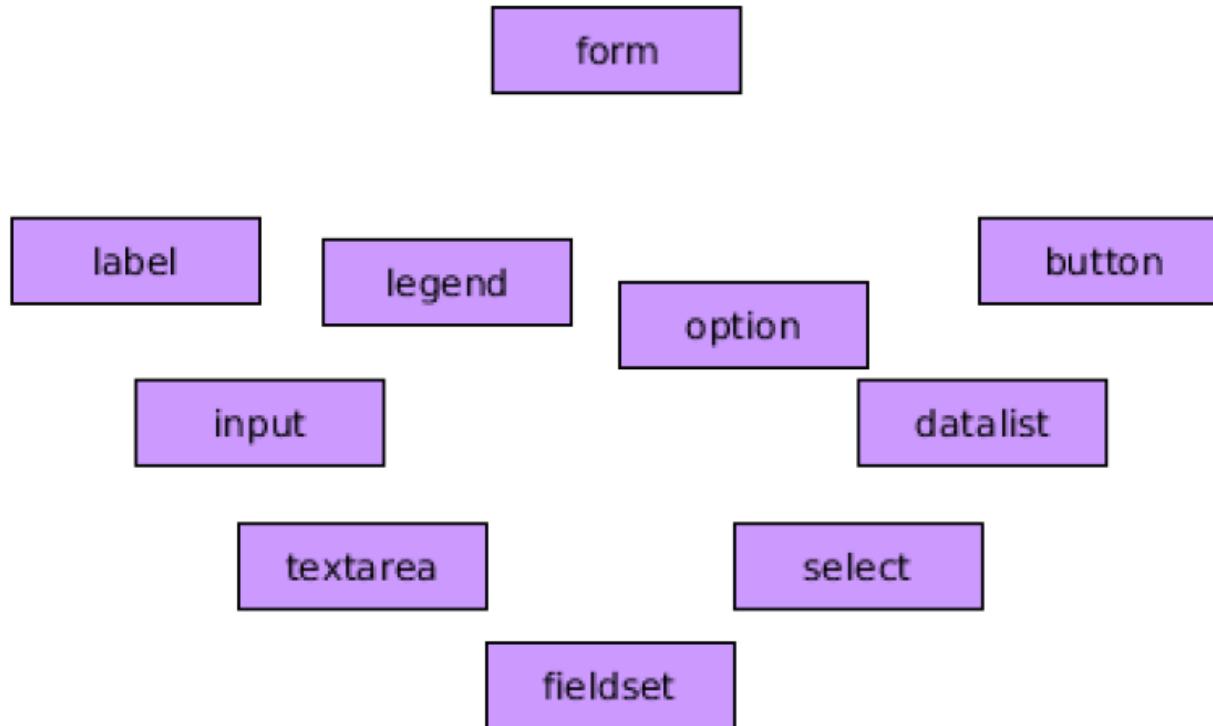 form
label
legend
option
button
input
datalist
textarea
select
fieldset